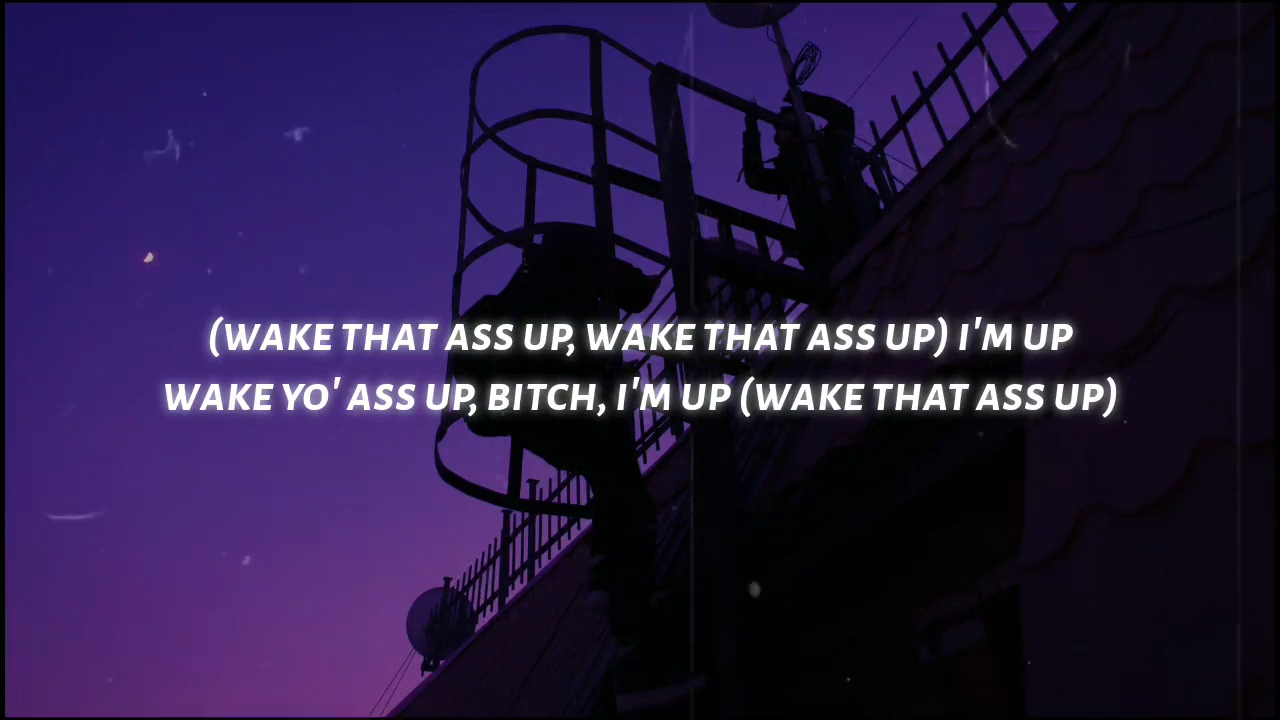 (WAKE THAT ASS UP, WAKE THAT ASS UP) I'M UP
WAKE YO' ASS UP, BITCH, I'M UP (WAKE THAT ASS UP)